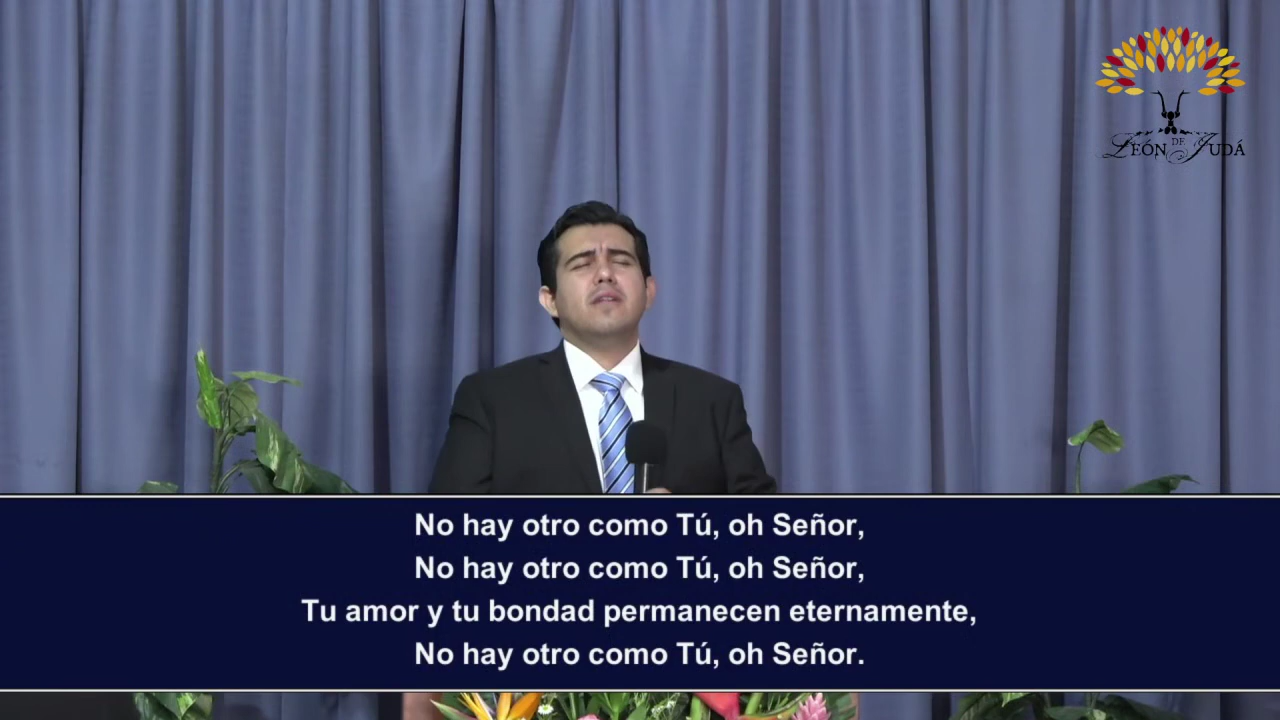 LEÓN DE JUDÁ
No hay otro como Tú, oh Señor,
No hay otro como Tú, oh Señor,
Tu amor y tu bondad permanecen eternamente,
No hay otro como Tú, oh Señor.